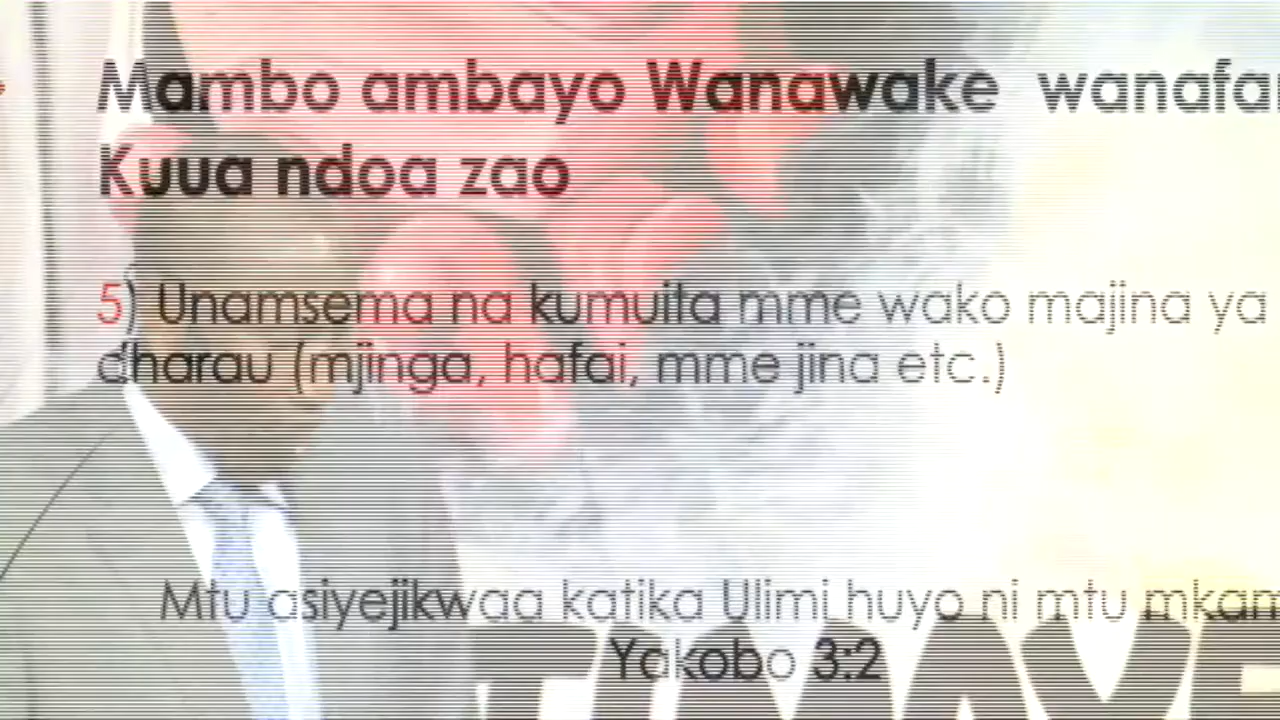 Mambo ambayo Wanawake wanafa
Kuua ndoa zao
5) Unamsema na kumuita mme wako majina ya
dharau (mjinga, hafai, mme jina etc.)
Mtu asiyejikwaa katika Ulimi huyo ni mtu mkam
Yakobo 3:2